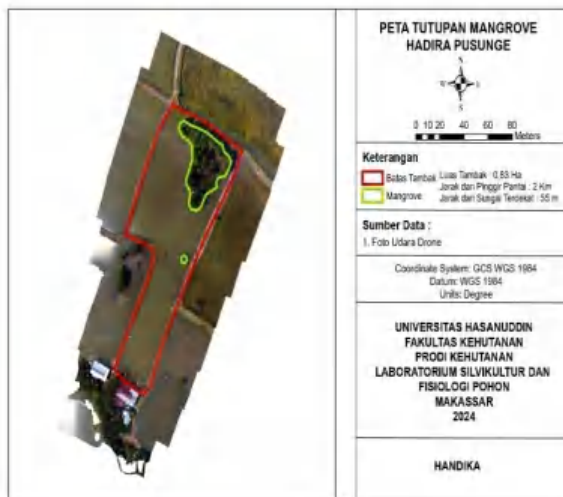 PETA TUTUPAN MANGROVE
HADIRA PUSUNGE
N
W E
S
0 10 20 40 60 80
Meters
Keterangan
Batas Tambak
Mangrove
Luas Tambak : 0,83 Ha
Jarak dari Pinggir Pantai : 2 Km
Jarak dari Sungai Terdekat : 55 m
Sumber Data :
1. Foto Udara Drone
Coordinate System: GCS WGS 1984
Datum: WGS 1984
Units: Degree
UNIVERSITAS HASANUDDIN
FAKULTAS KEHUTANAN
PRODI KEHUTANAN
LABORATORIUM SILVIKULTUR DAN
FISIOLOGI POHON
MAKASSAR
2024
HANDIKA